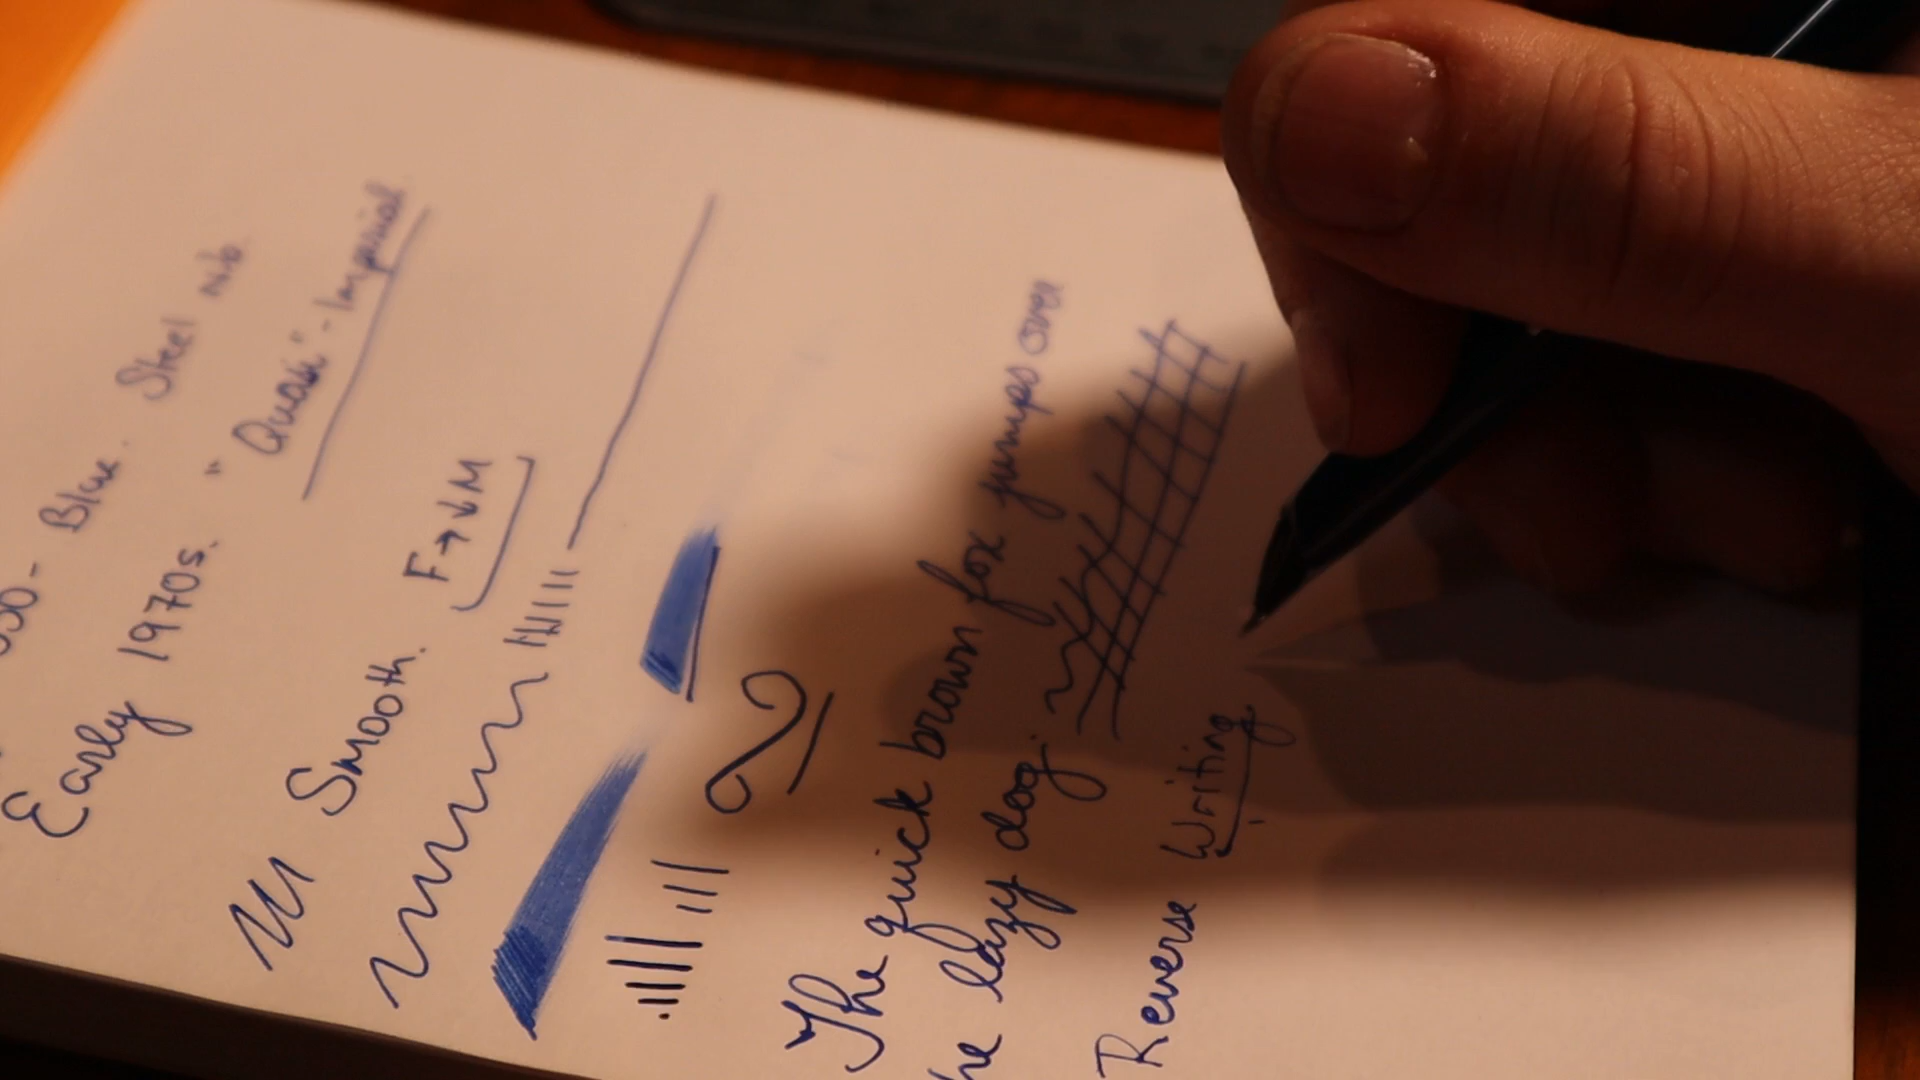 - Blue. Steel nib
Early 1970s. "Quasi"-Imperial
Smooth. F→M
The quick brown fox jumps over
the lazy dog.
Reverse Writing